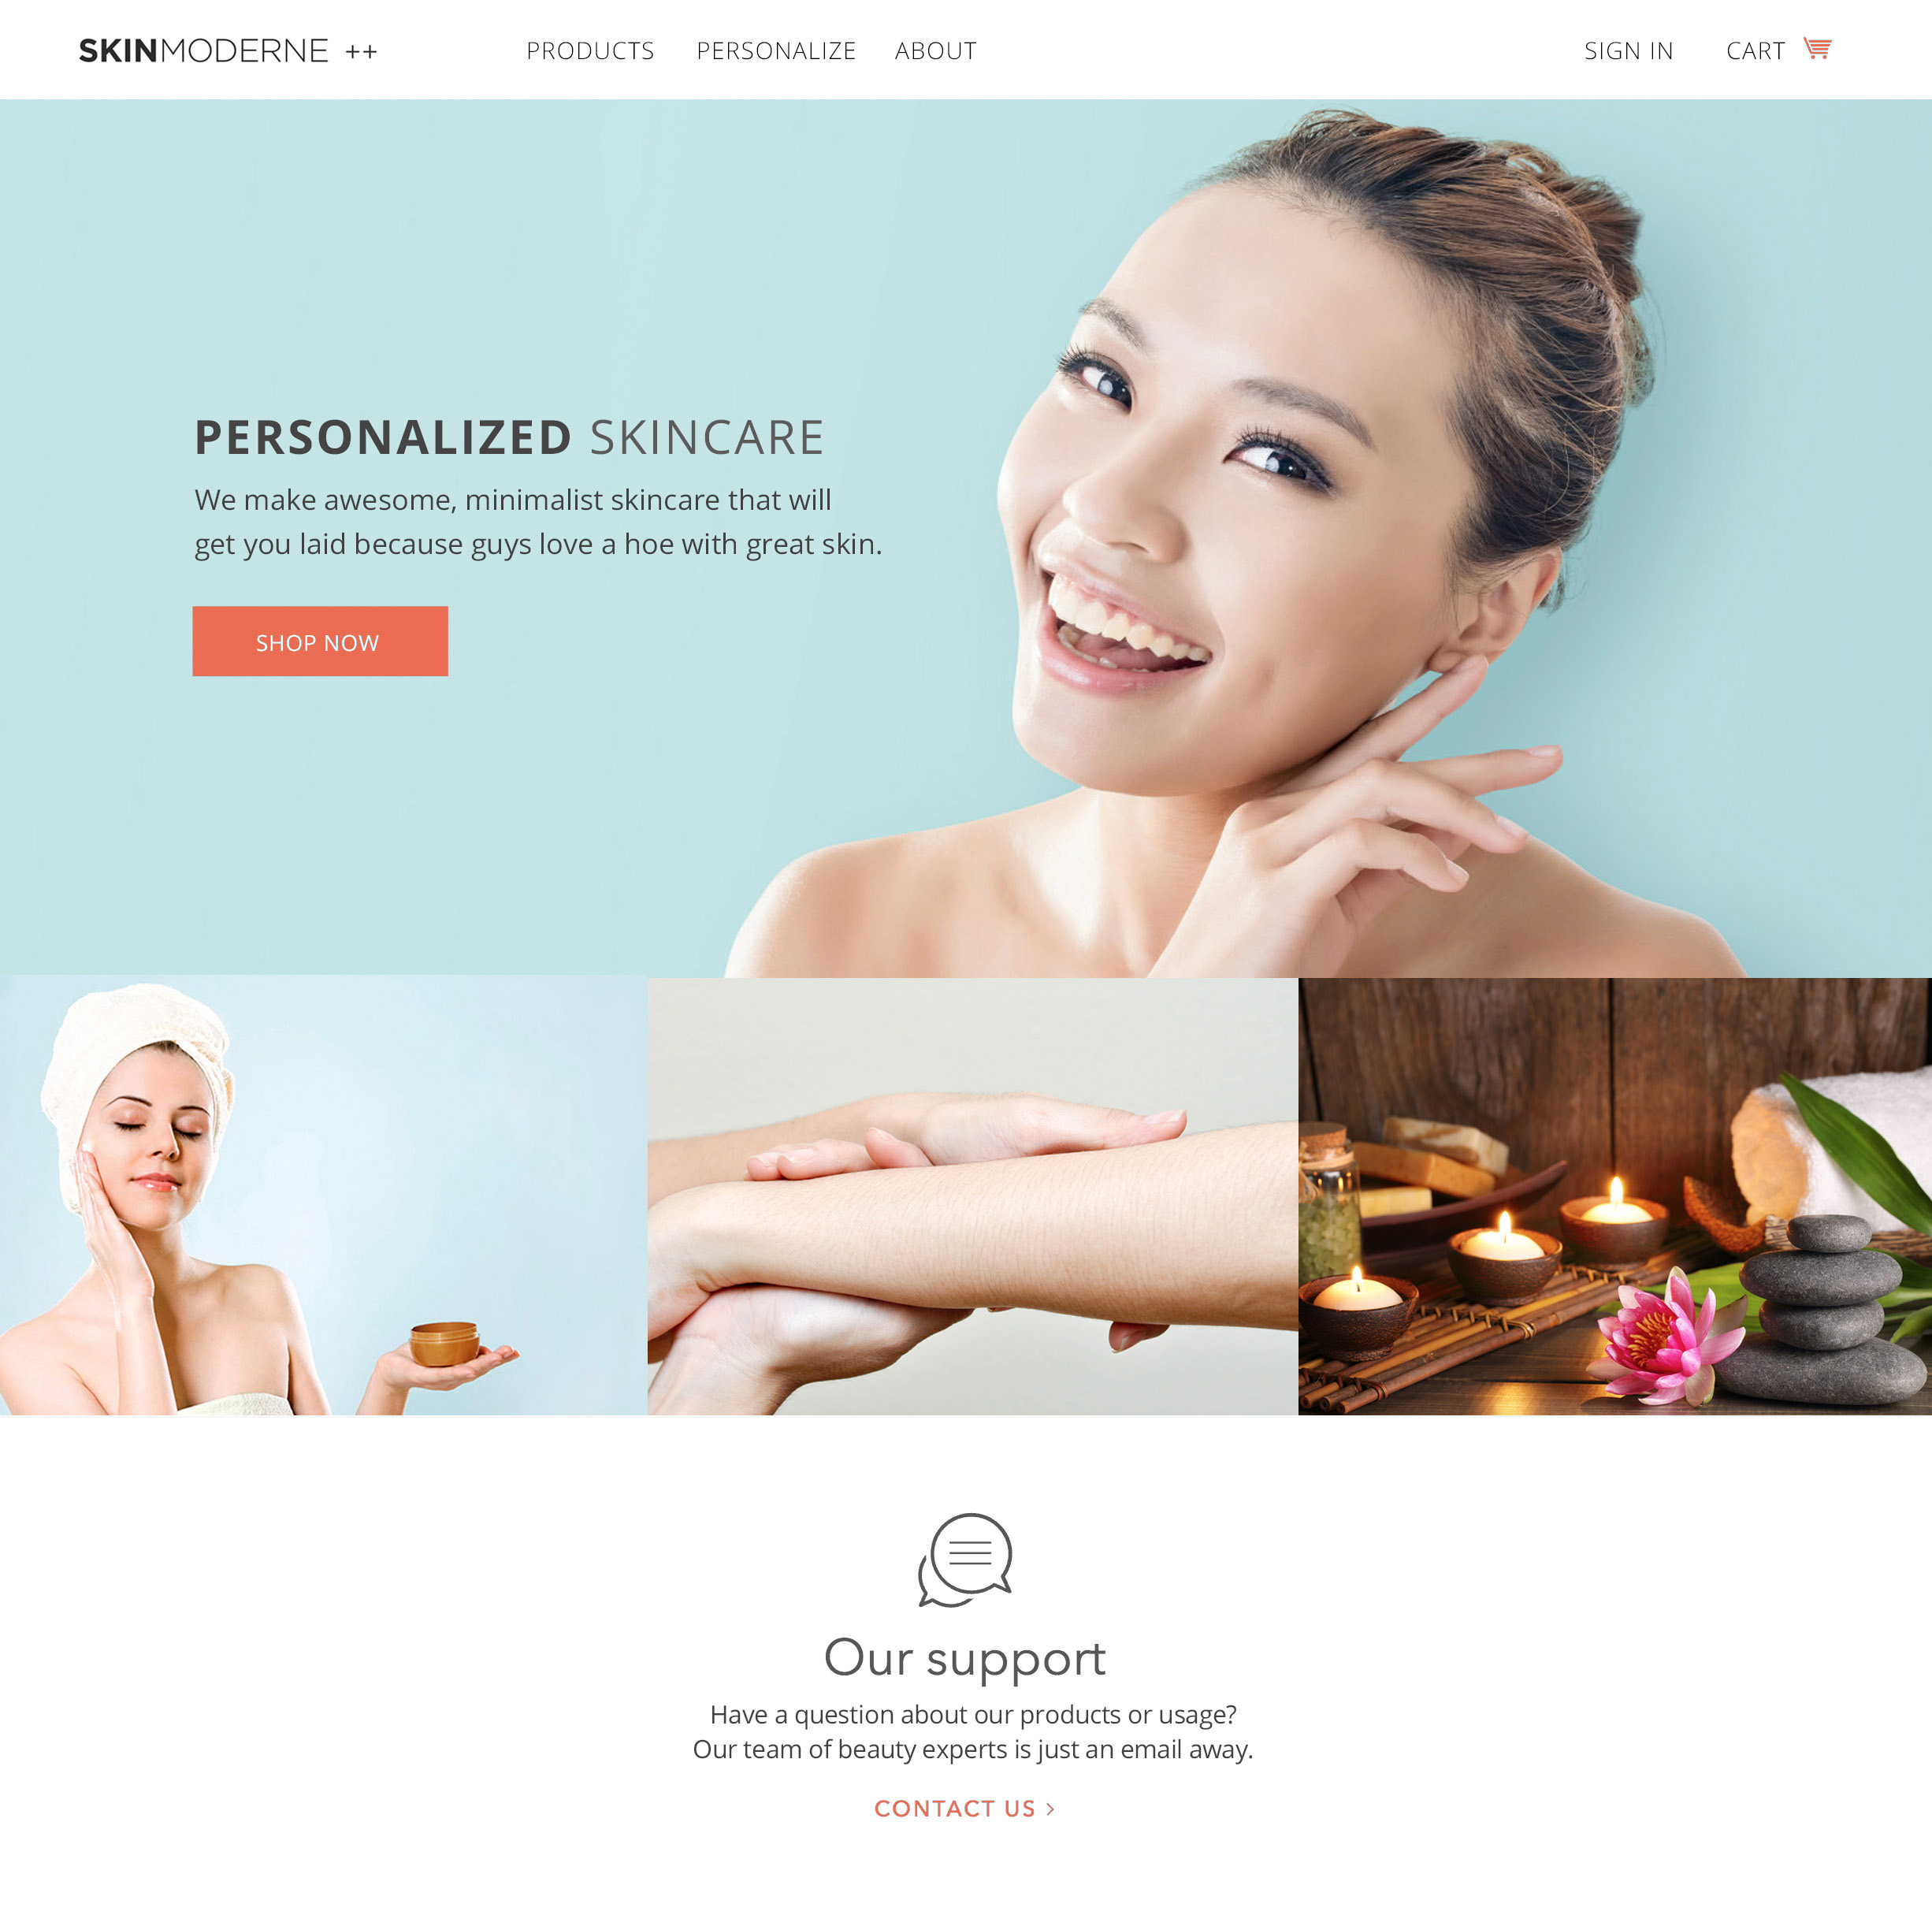 SKINMODERNE ++ PRODUCTS PERSONALIZE ABOUT SIGN IN CART
PERSONALIZED SKINCARE
We make awesome, minimalist skincare that will
get you laid because guys love a hoe with great skin.
SHOP NOW
Our support
Have a question about our products or usage?
Our team of beauty experts is just an email away.
CONTACT US >